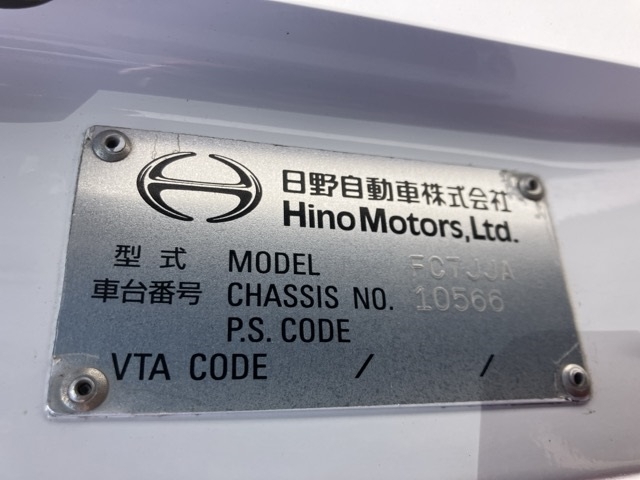 日野自動車株式会社
Hino Motors, Ltd.
型式 MODEL FC7JJA
車台番号 CHASSIS NO. 10566
P.S. CODE
VTA CODE / /